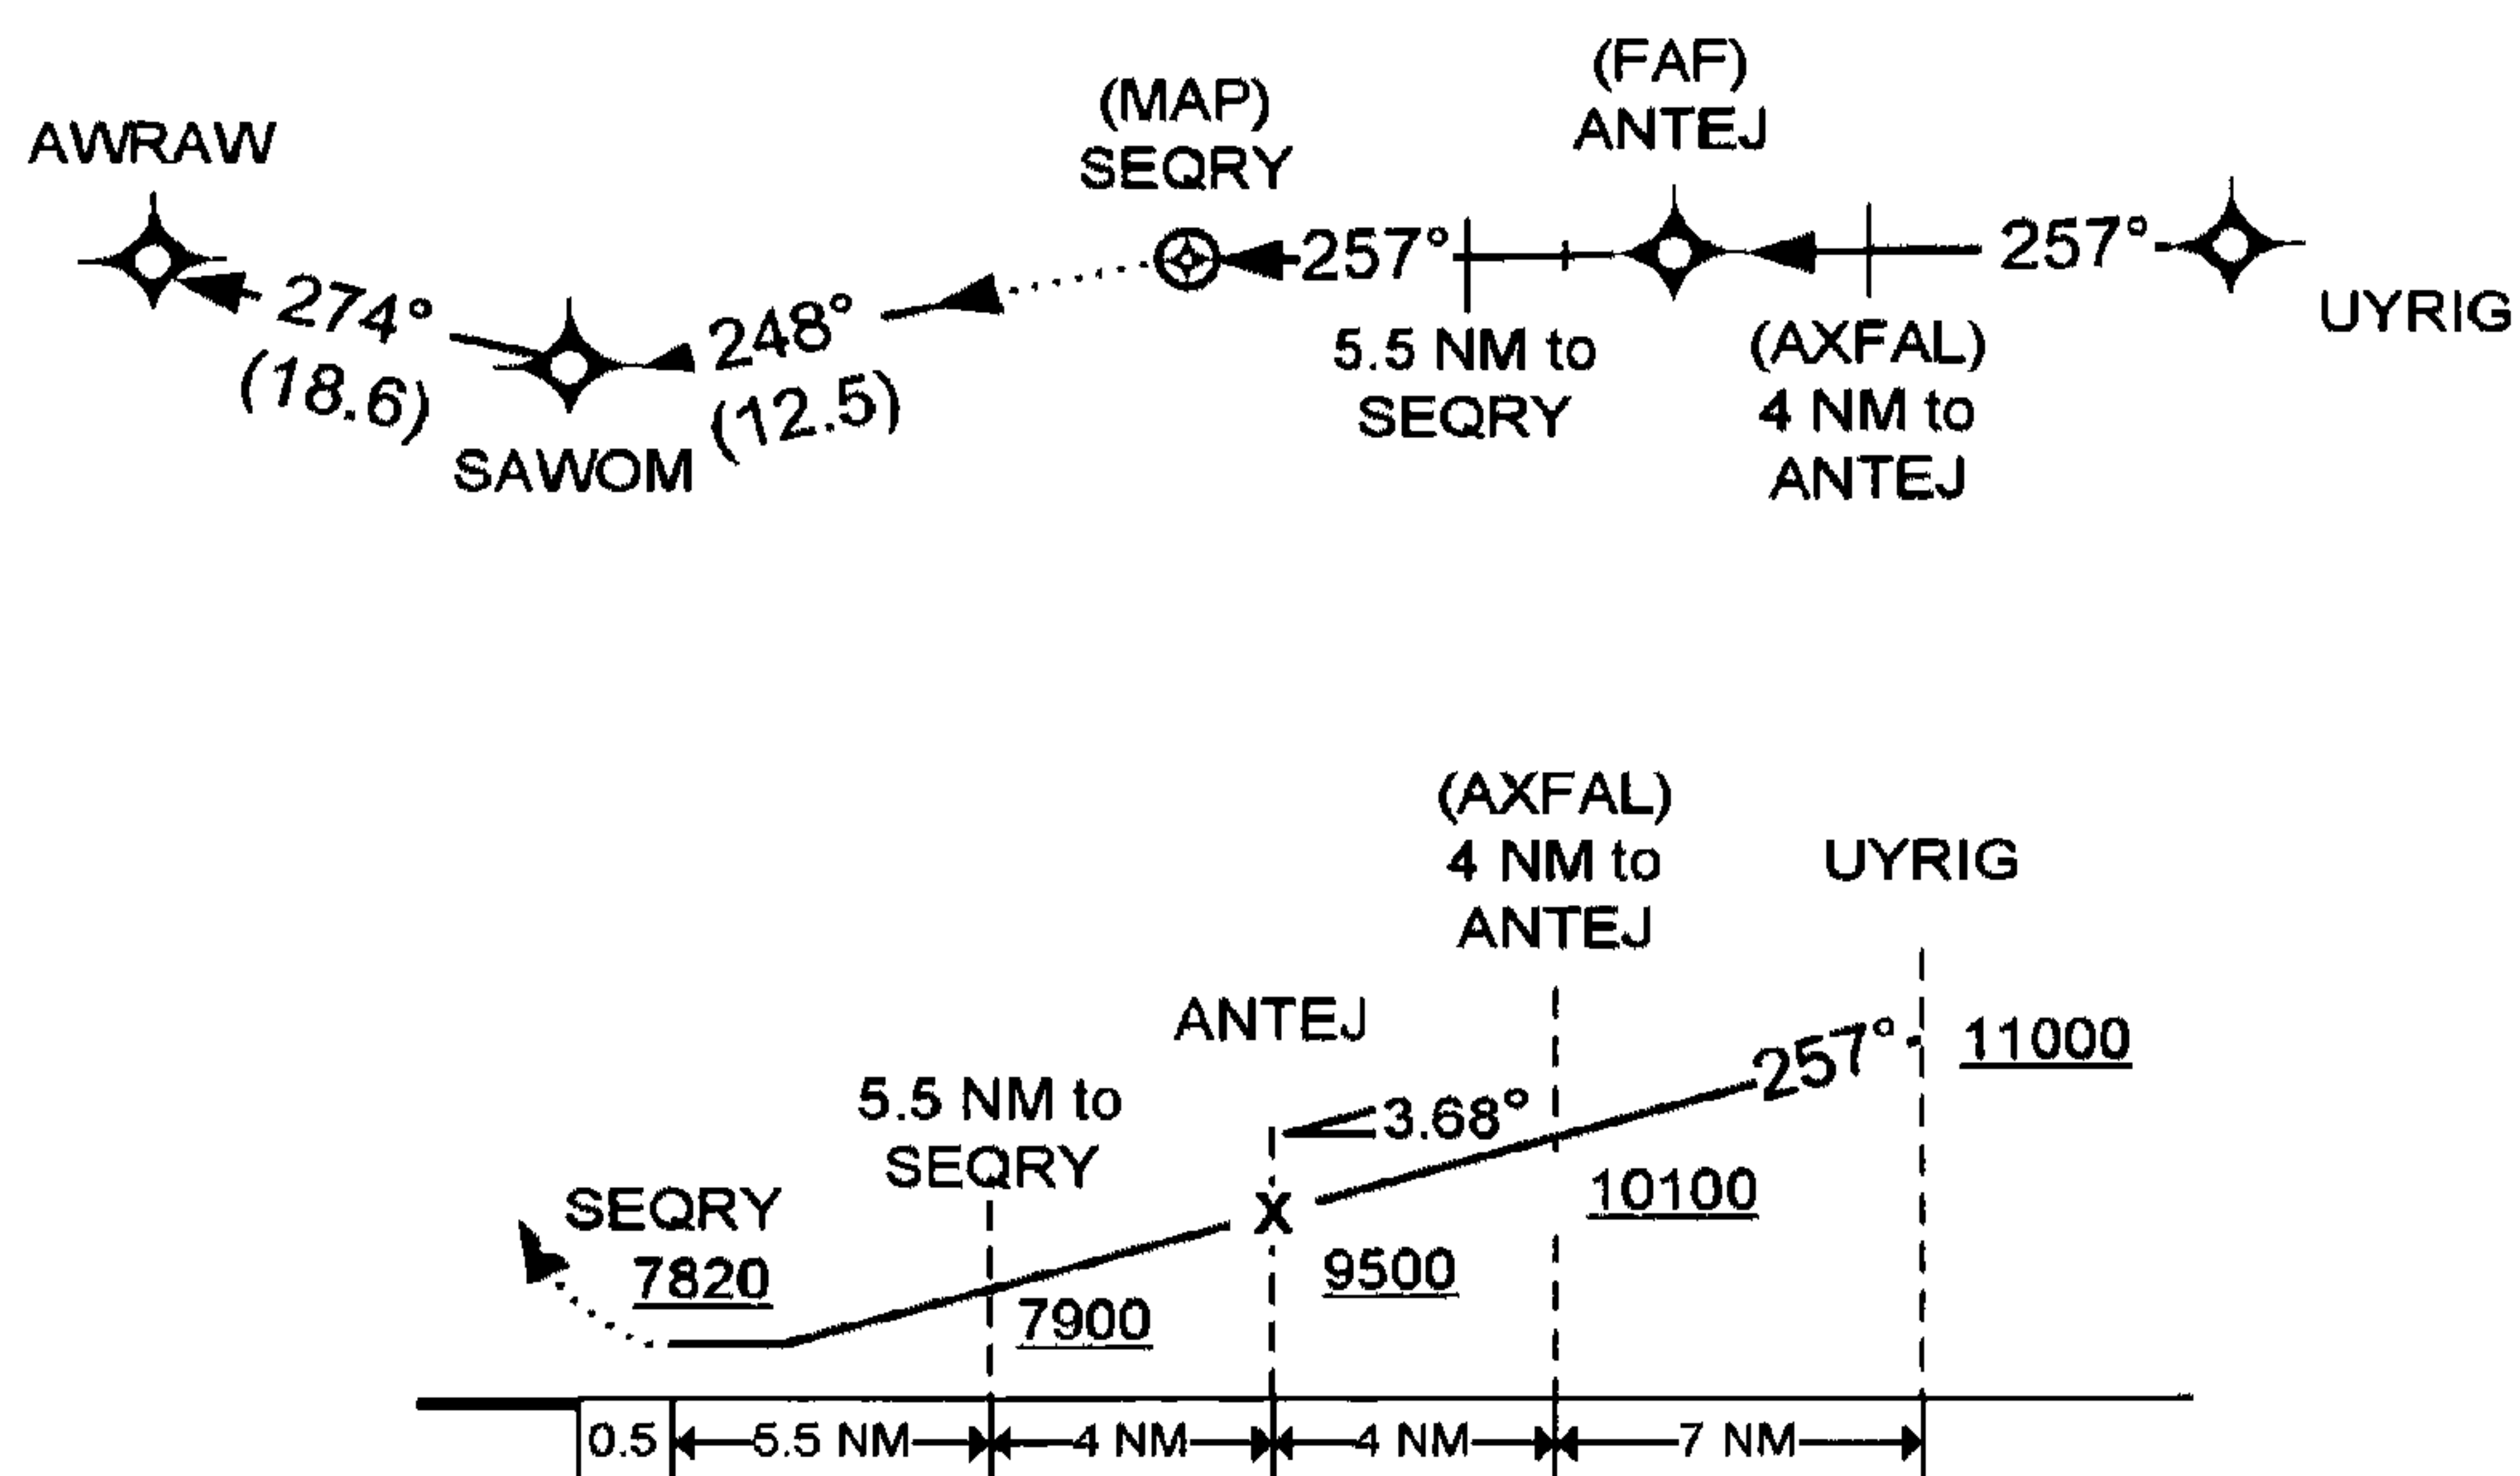 AWRAW
(MAP)
SEQRY
(FAF)
ANTEJ
274°
(18.6)
SAWOM
248°
(12.5)
257°
5.5 NM to
SEQRY
(AXFAL)
4 NM to
ANTEJ
257°
UYRIG
(AXFAL)
4 NM to
ANTEJ
UYRIG
ANTEJ
257°
11000
5.5 NM to
SEQRY
3.68°
10100
SEQRY
7820
9500
7900
0.5 5.5 NM 4 NM 4 NM 7 NM